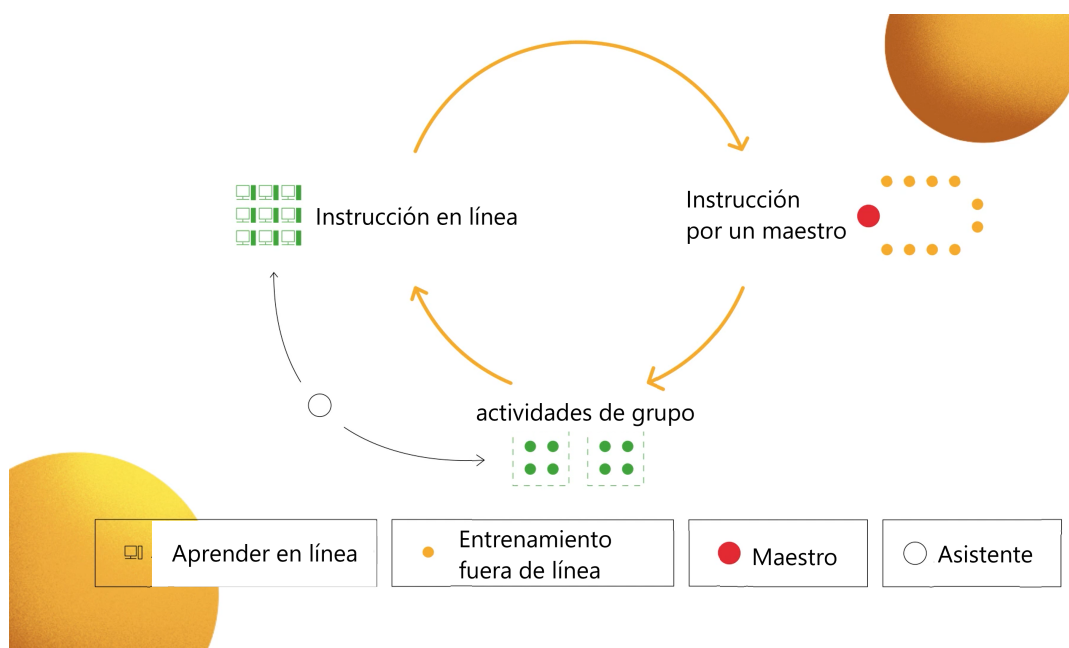 Instrucción en línea
Instrucción
por un maestro
actividades de grupo
Aprender en línea
Entrenamiento
fuera de línea
Maestro
Asistente